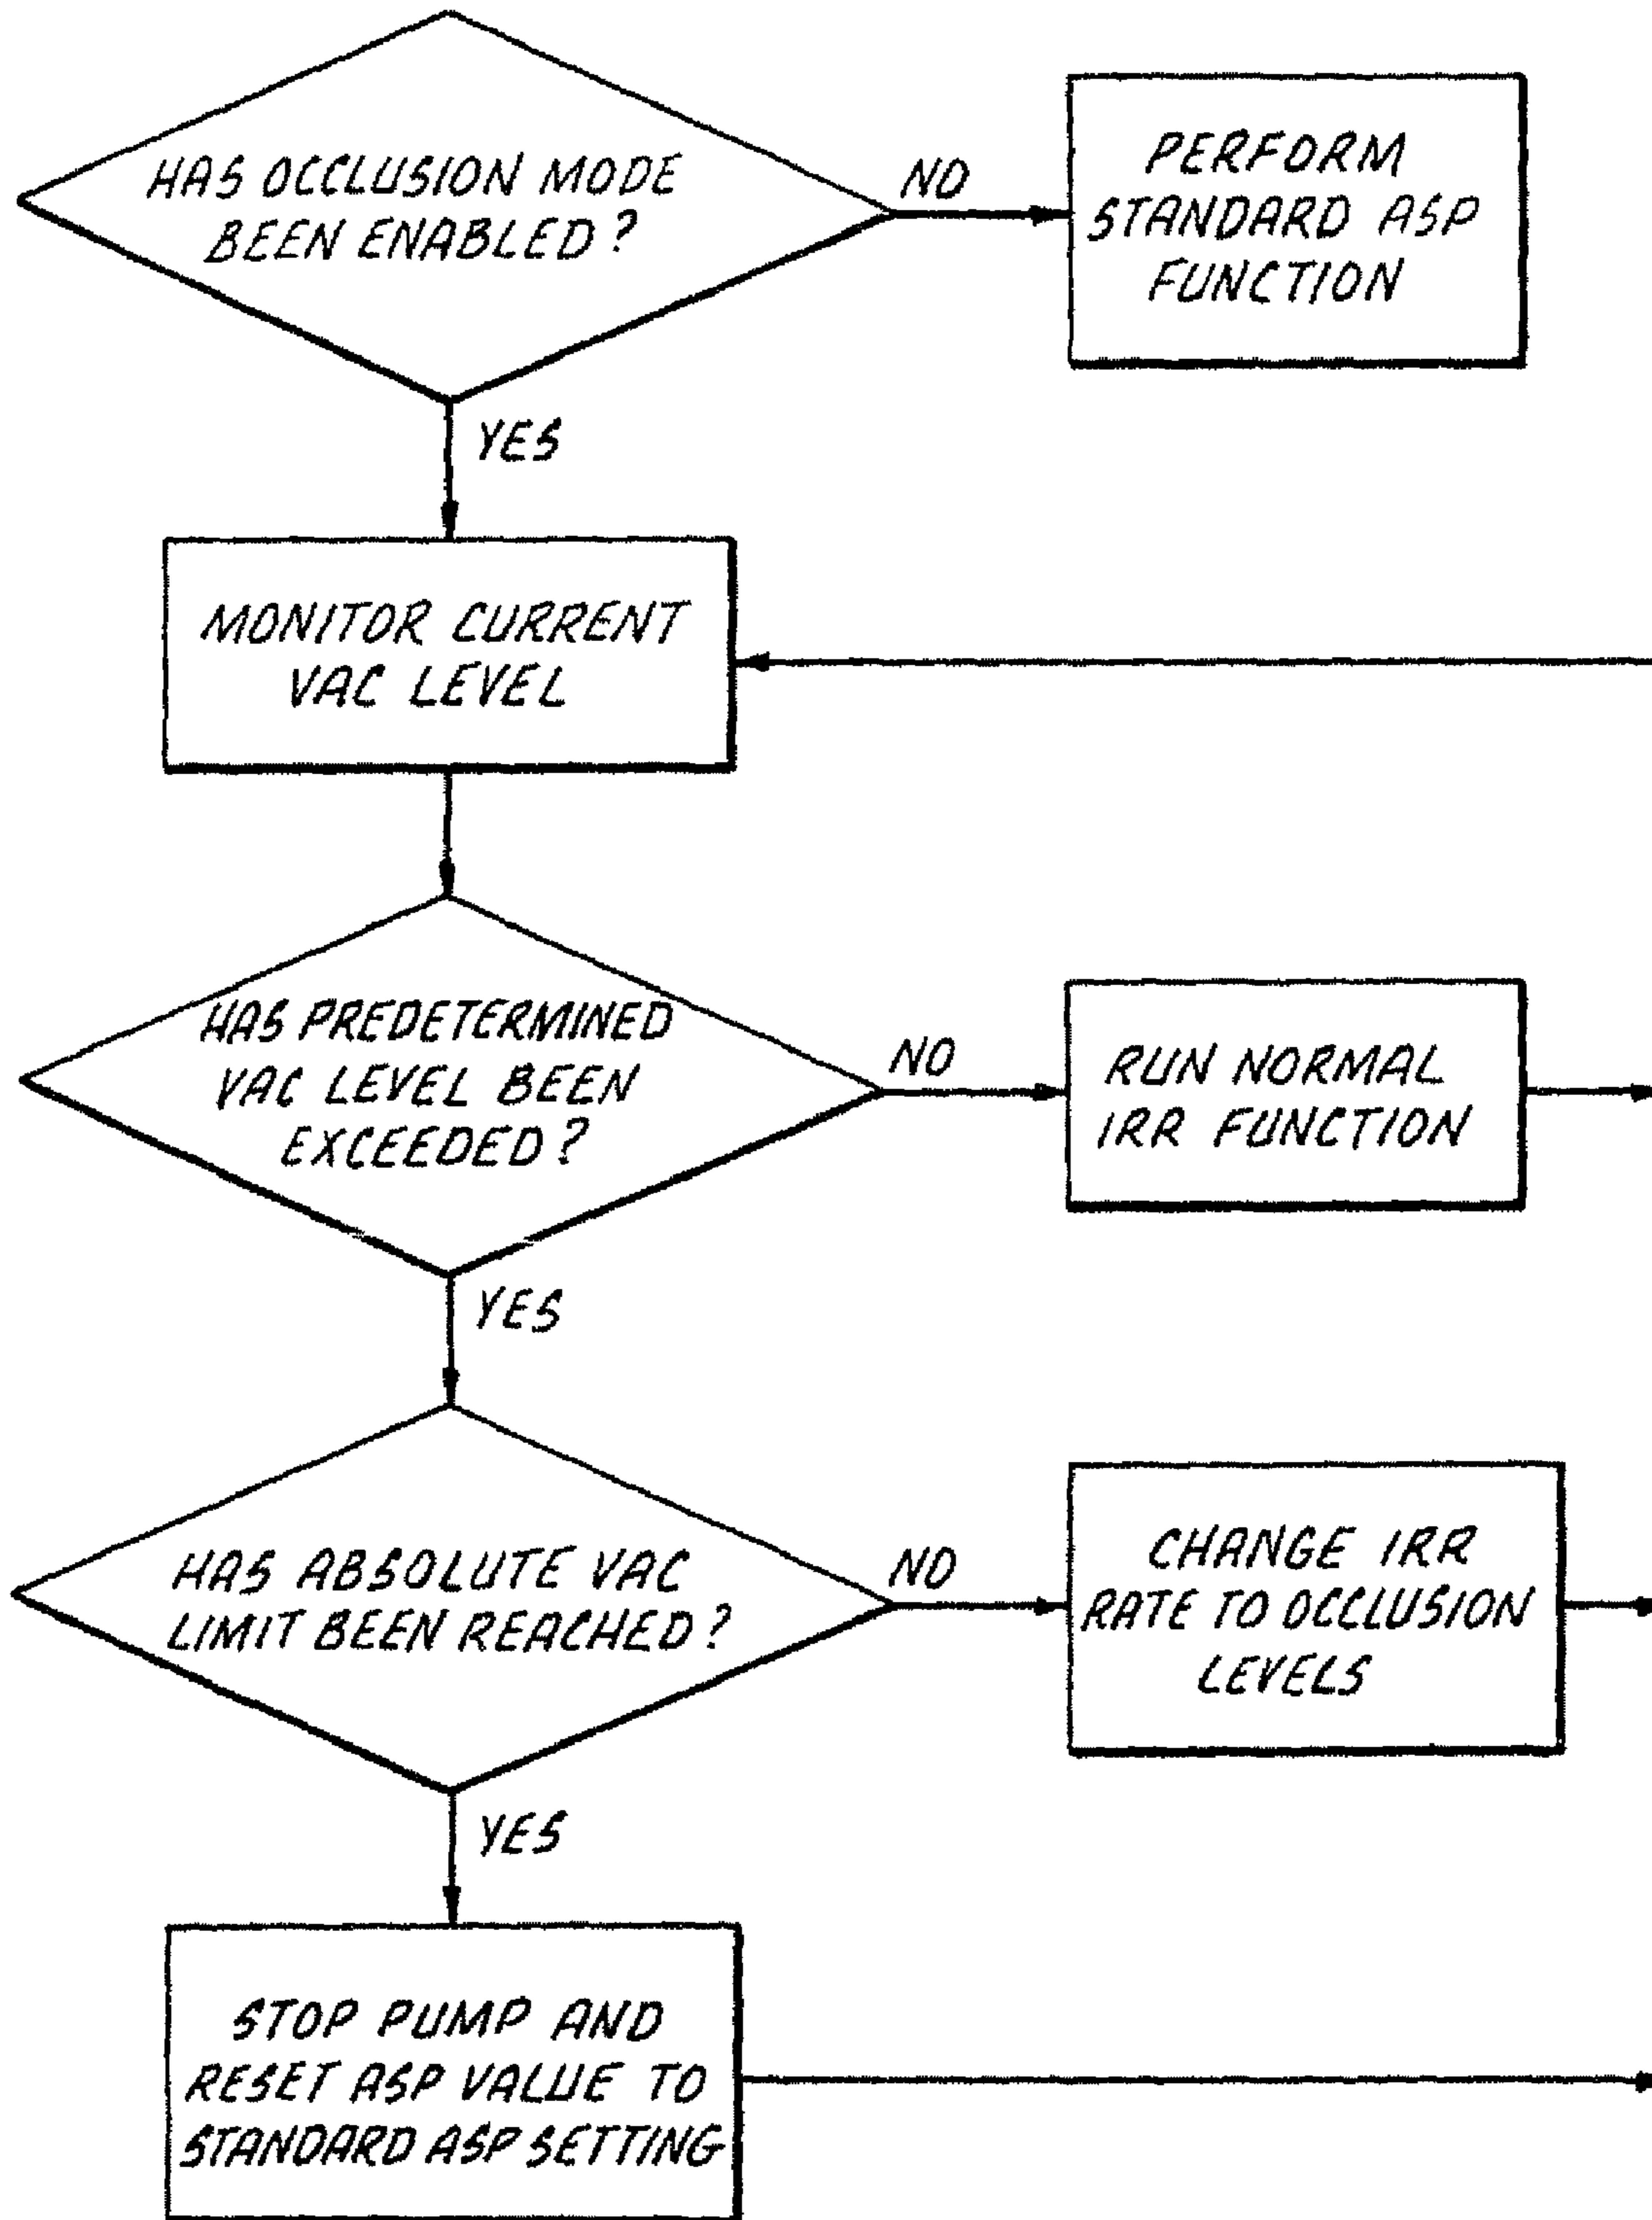 HAS OCCLUSION MODE
BEEN ENABLED?
NO
PERFORM
STANDARD ASP
FUNCTION
YES
MONITOR CURRENT
VAC LEVEL
HAS PREDETERMINED
VAC LEVEL BEEN
EXCEEDED?
NO
RUN NORMAL
IRR FUNCTION
YES
HAS ABSOLUTE VAC
LIMIT BEEN REACHED?
NO
CHANGE IRR
RATE TO OCCLUSION
LEVELS
YES
STOP PUMP AND
RESET ASP VALUE TO
STANDARD ASP SETTING